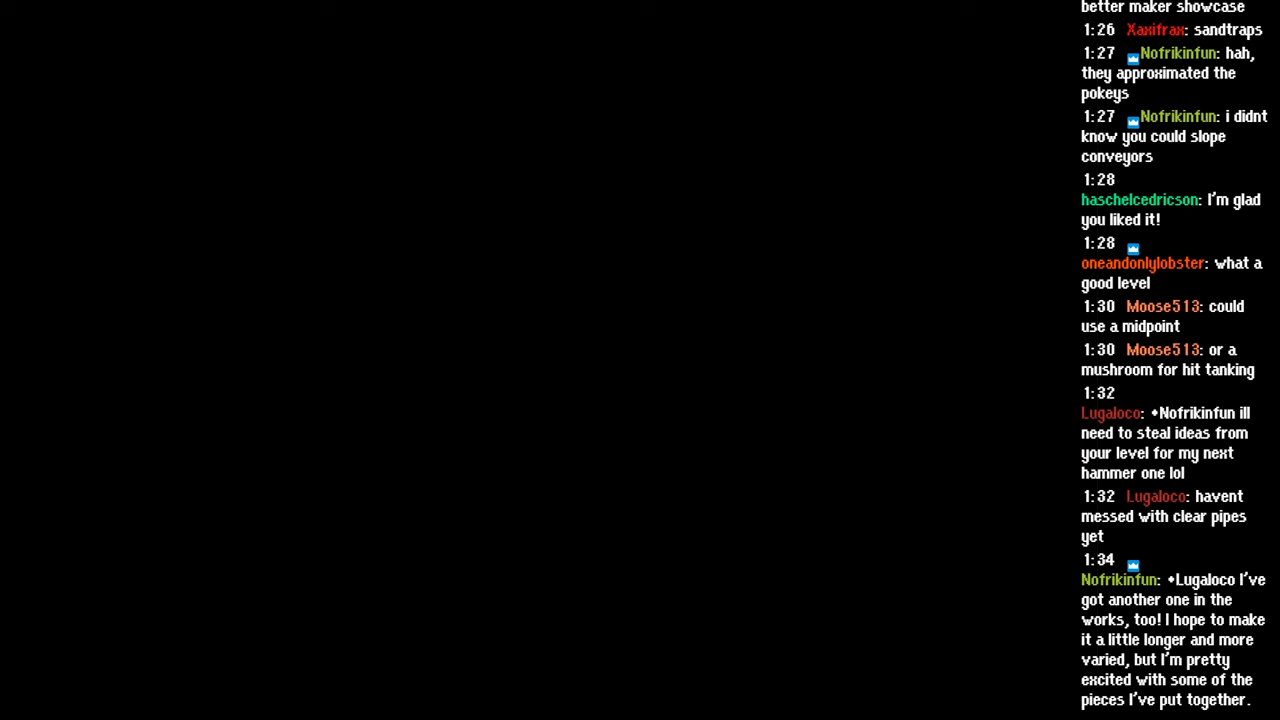 better maker showcase
1:26 Xaxifrax: sandtraps
1:27 Nofrikinfun: hah,
they approximated the
pokeys
1:27 Nofrikinfun: i didnt
know you could slope
conveyors
1:28
haschelcedricson: I'm glad
you liked it!
1:28
oneandonlylobster: what a
good level
1:30 Moose513: could
use a midpoint
1:30 Moose513: or a
mushroom for hit tanking
1:32
Lugaloco: •Nofrikinfun ill
need to steal ideas from
your level for my next
hammer one lol
1:32 Lugaloco: havent
messed with clear pipes
yet
1:34
Nofrikinfun: •Lugaloco I've
got another one in the
works, too! I hope to make
it a little longer and more
varied, but I'm pretty
excited with some of the
pieces I've put together.